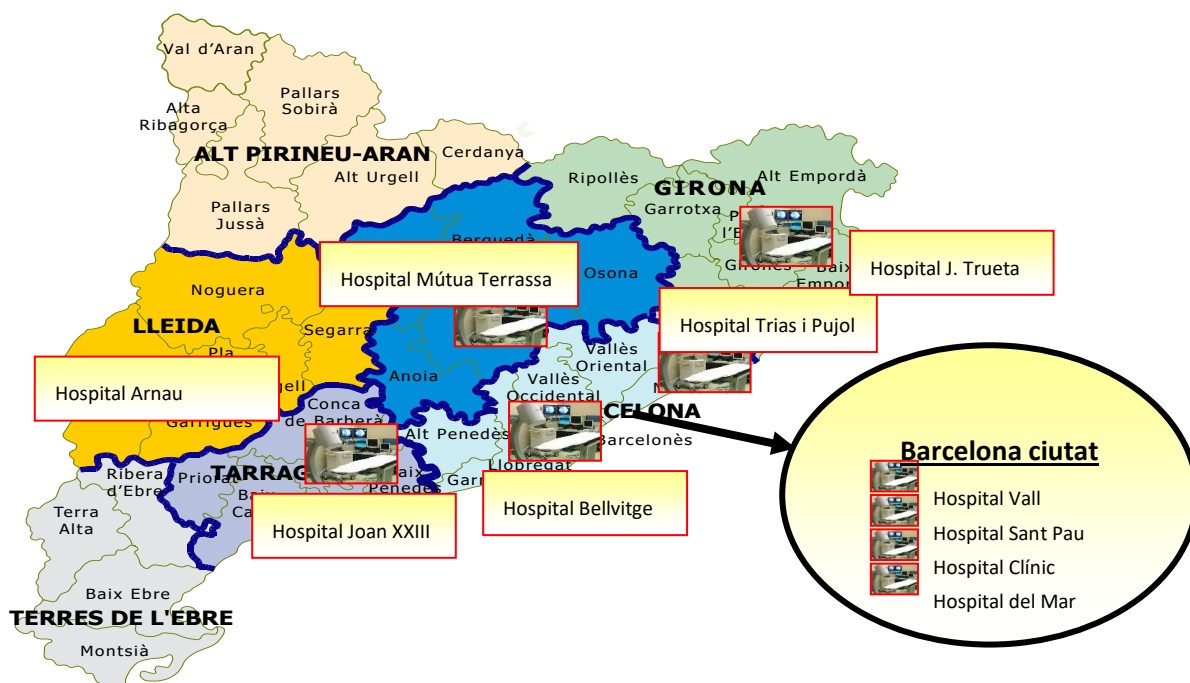 Val d'Aran
Pallars
Sobirà
Alta
Ribagorça
ALT PIRINEU-ARAN
Cerdanya
Alt Urgell
Pallars
Jussà
Ripollès
Alt Empordà
GIRONA
Garrotxa
Berguedà
Osona
Hospital Mútua Terrassa
Hospital J. Trueta
Noguera
Hospital Trias i Pujol
LLEIDA
Segarra
Pla
Vallès
Oriental
Anoia
Vallès
Occidental
Hospital Arnau
Garrigues
Conca
de Barberà
Alt Penedès
Barcelonès
Barcelona ciutat
Hospital Vall
Hospital Sant Pau
Hospital Clínic
Hospital del Mar
Ribera
d'Ebre
Priorat
Penedès
Llobregat
Hospital Bellvitge
Hospital Joan XXIII
Terra
Alta
Baix Ebre
TERRES DE L'EBRE
Montsià